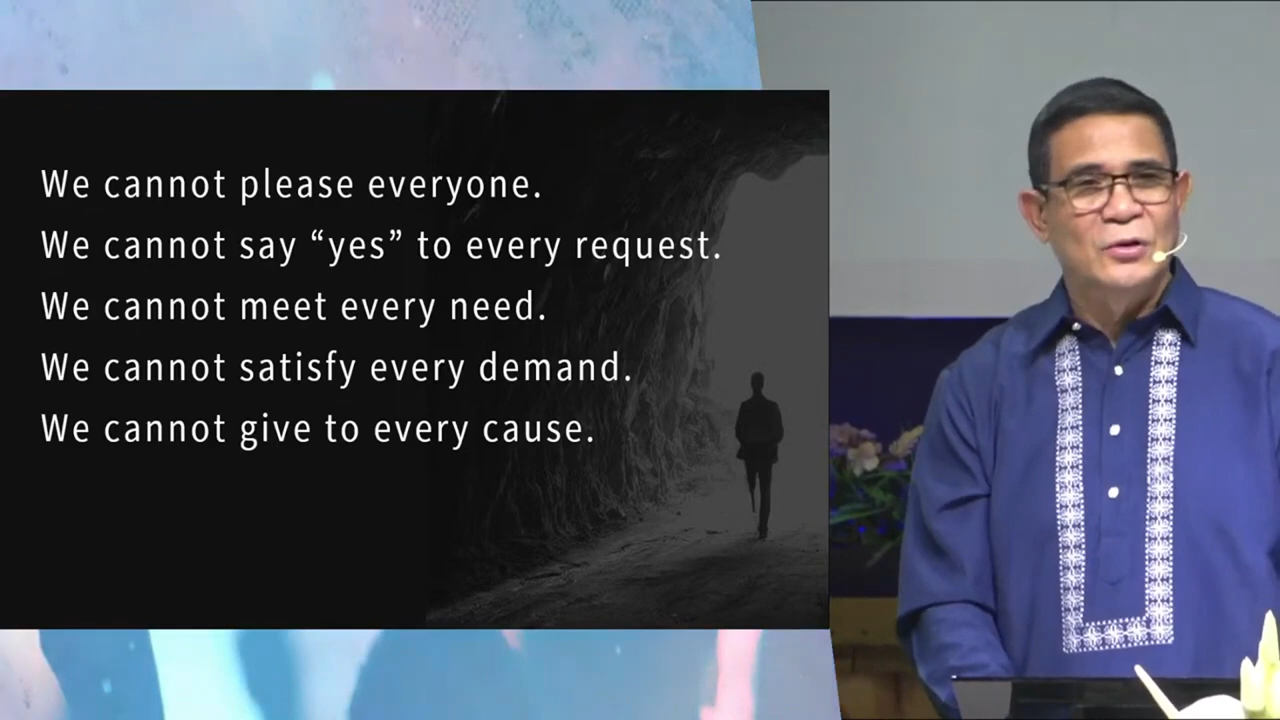 We cannot please everyone.
We cannot say “yes” to every request.
We cannot meet every need.
We cannot satisfy every demand.
We cannot give to every cause.